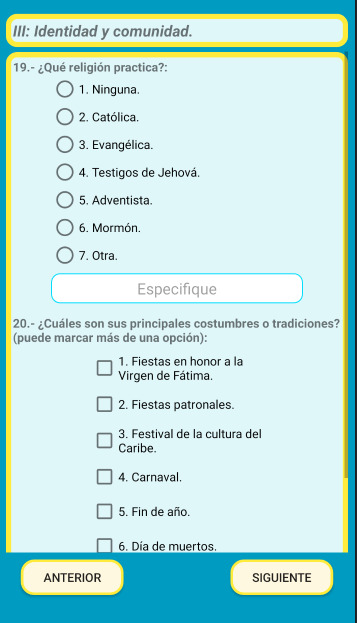 III: Identidad y comunidad.
19.- ¿Qué religión practica?:
1. Ninguna.
2. Católica.
3. Evangélica.
4. Testigos de Jehová.
5. Adventista.
6. Mormón.
7. Otra.
Especifique
20.- ¿Cuáles son sus principales costumbres o tradiciones?
(puede marcar más de una opción):
1. Fiestas en honor a la
Virgen de Fátima.
2. Fiestas patronales.
3. Festival de la cultura del
Caribe.
4. Carnaval.
5. Fin de año.
6. Día de muertos.
ANTERIOR
SIGUIENTE